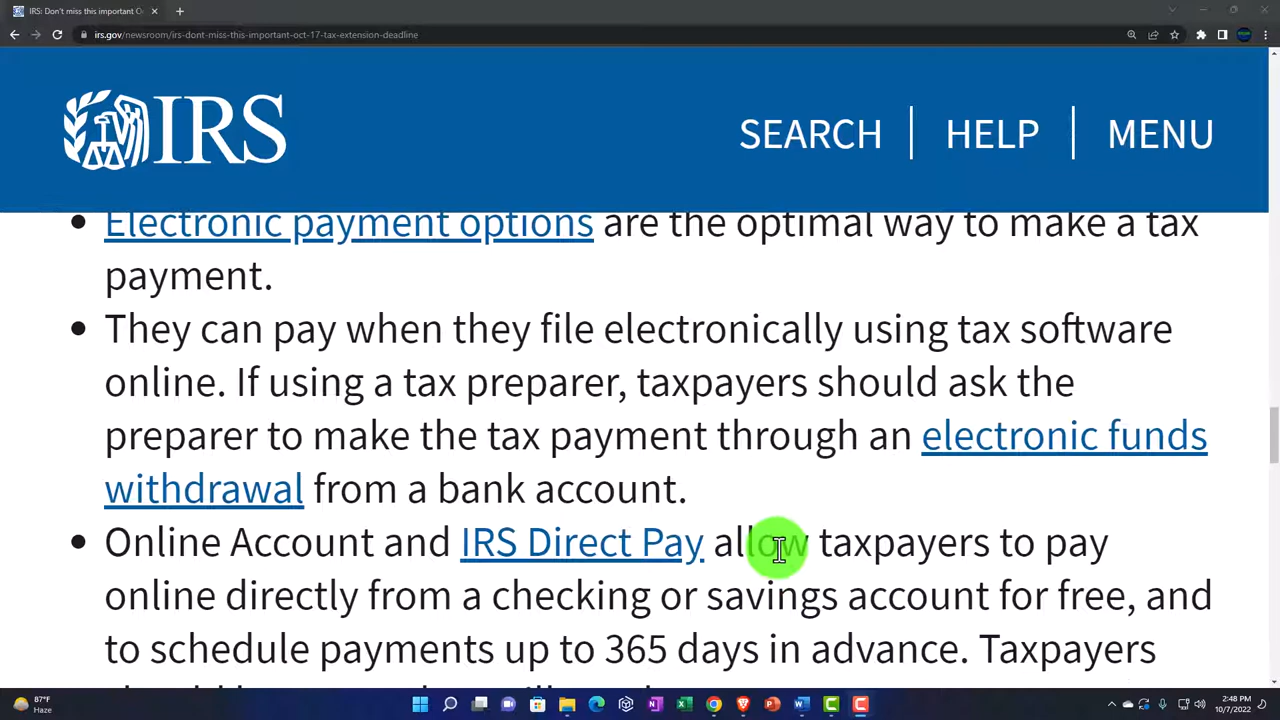 IRS: Don't miss this important Oc
irs.gov/newsroom/irs-dont-miss-this-important-oct-17-tax-extension-deadline
IRS
SEARCH
HELP
MENU
Electronic payment options are the optimal way to make a tax
payment.
They can pay when they file electronically using tax software
online. If using a tax preparer, taxpayers should ask the
preparer to make the tax payment through an electronic funds
withdrawal from a bank account.
Online Account and IRS Direct Pay allow taxpayers to pay
online directly from a checking or savings account for free, and
to schedule payments up to 365 days in advance. Taxpayers
87°F
Haze
2:48 PM
10/7/2022